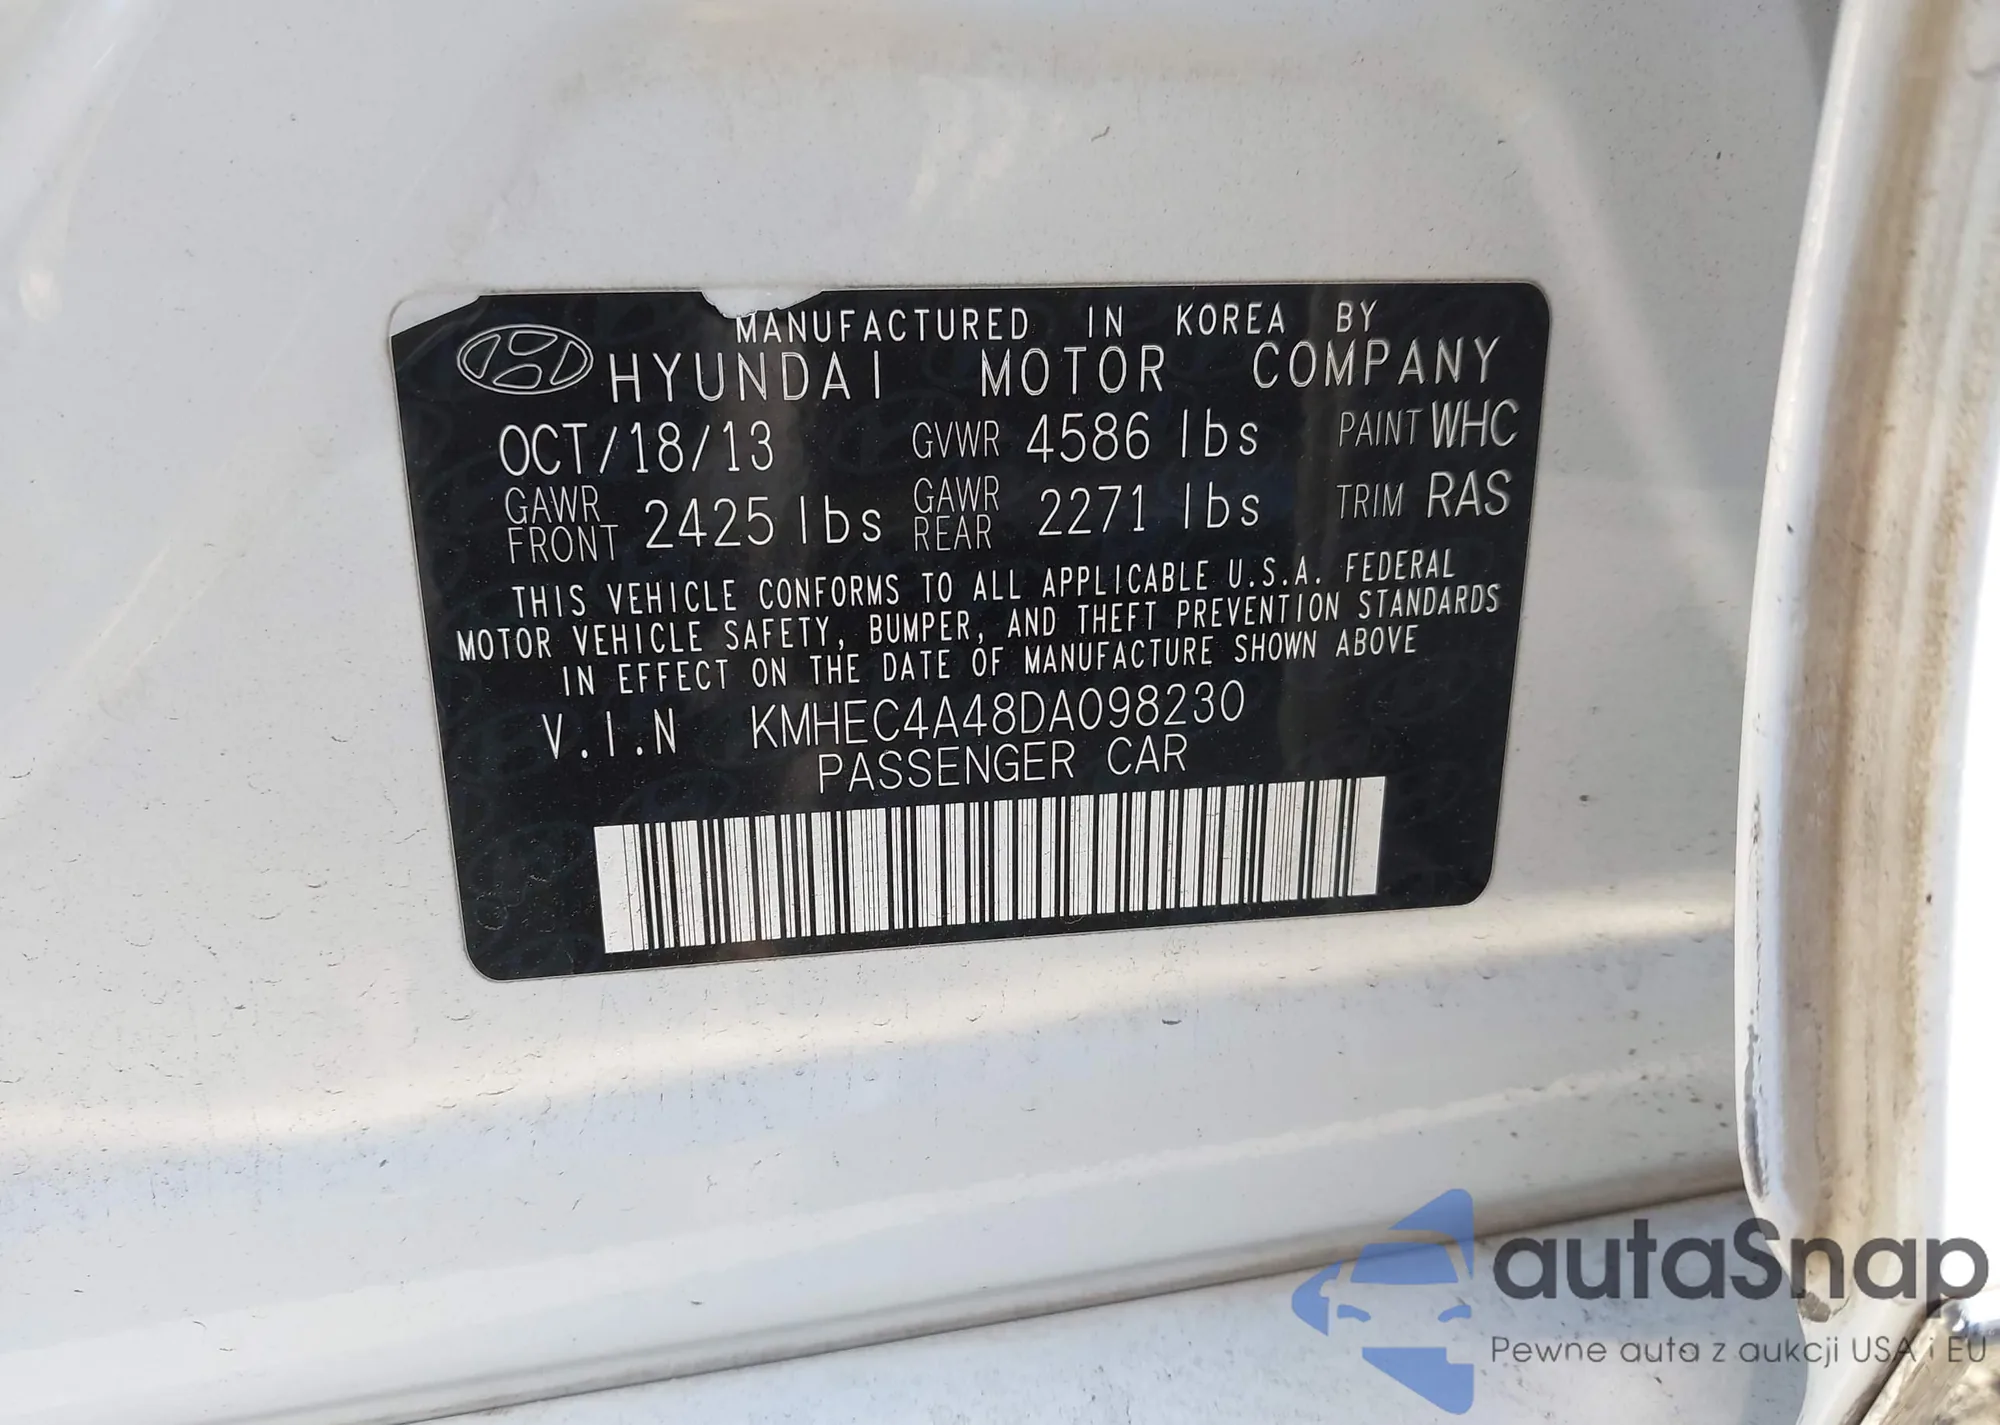 MANUFACTURED IN KOREA BY
HYUNDAI MOTOR COMPANY
OCT/18/13 GVWR 4586 lbs PAINT WHC
GAWR FRONT 2425 lbs GAWR REAR 2271 lbs TRIM RAS
THIS VEHICLE CONFORMS TO ALL APPLICABLE U.S.A. FEDERAL
MOTOR VEHICLE SAFETY, BUMPER, AND THEFT PREVENTION STANDARDS
IN EFFECT ON THE DATE OF MANUFACTURE SHOWN ABOVE
V.I.N KMHEC4A48DA098230
PASSENGER CAR
autaSnap
Pewne auta z aukcji USA i EU